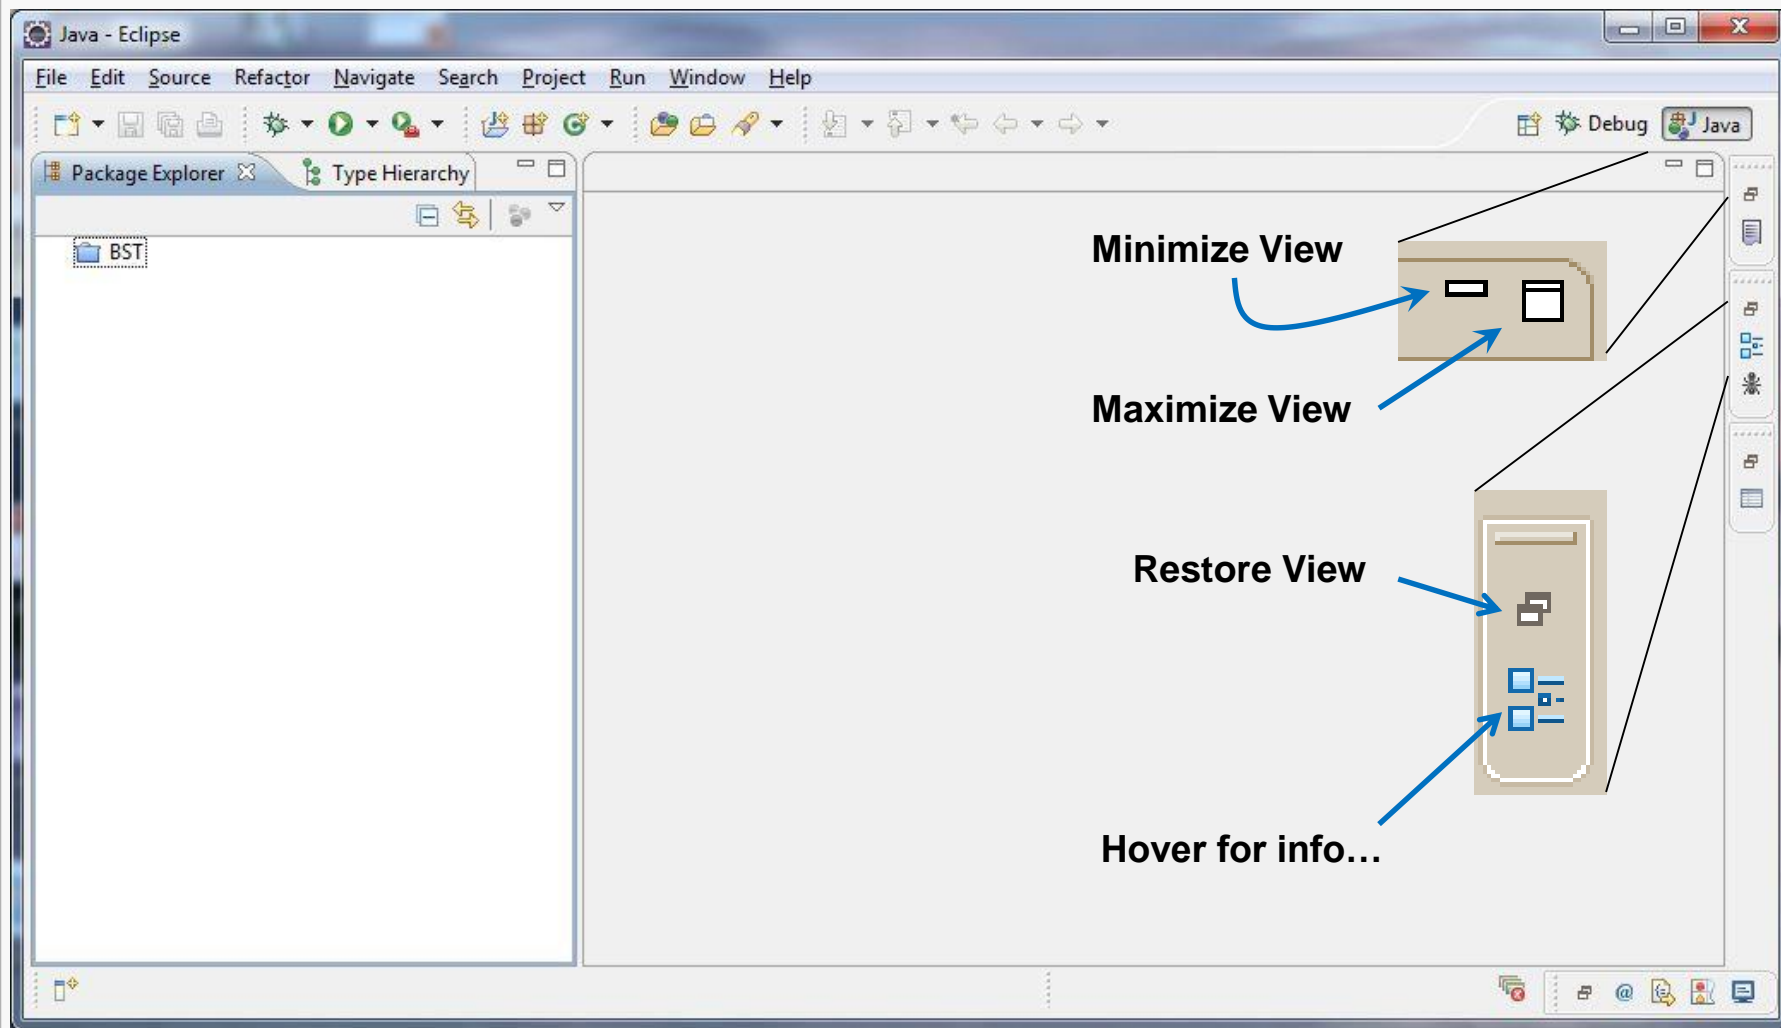 Java - Eclipse
File Edit Source Refactor Navigate Search Project Run Window Help
Debug Java
Package Explorer Type Hierarchy
BST
Minimize View
Maximize View
Restore View
Hover for info…